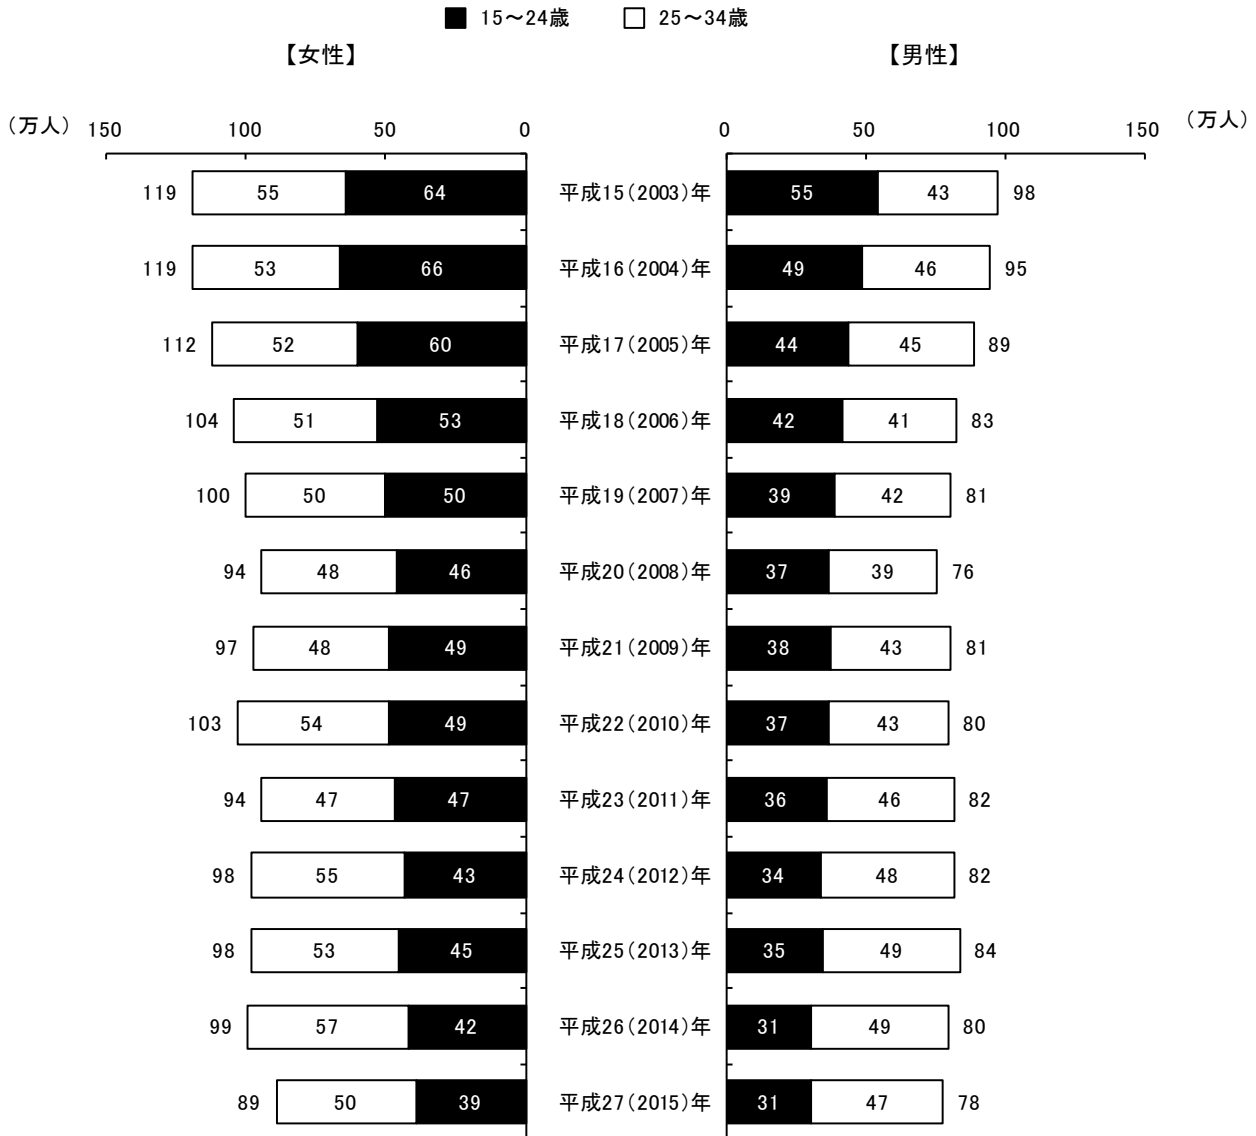 15～24歳 25～34歳
【女性】 【男性】
（万人） 150 100 50 0 0 50 100 150 （万人）
119 55 64 平成15（2003）年 55 43 98
119 53 66 平成16（2004）年 49 46 95
112 52 60 平成17（2005）年 44 45 89
104 51 53 平成18（2006）年 42 41 83
100 50 50 平成19（2007）年 39 42 81
94 48 46 平成20（2008）年 37 39 76
97 48 49 平成21（2009）年 38 43 81
103 54 49 平成22（2010）年 37 43 80
94 47 47 平成23（2011）年 36 46 82
98 55 43 平成24（2012）年 34 48 82
98 53 45 平成25（2013）年 35 49 84
99 57 42 平成26（2014）年 31 49 80
89 50 39 平成27（2015）年 31 47 78